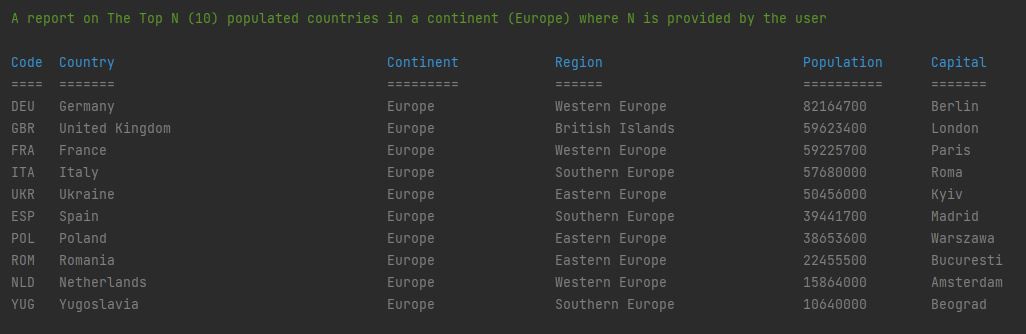 A report on The Top N (10) populated countries in a continent (Europe) where N is provided by the user
Code Country Continent Region Population Capital
==== ======= ========= ====== ========== =======
DEU Germany Europe Western Europe 82164700 Berlin
GBR United Kingdom Europe British Islands 59623400 London
FRA France Europe Western Europe 59225700 Paris
ITA Italy Europe Southern Europe 57680000 Roma
UKR Ukraine Europe Eastern Europe 50456000 Kyiv
ESP Spain Europe Southern Europe 39441700 Madrid
POL Poland Europe Eastern Europe 38653600 Warszawa
ROM Romania Europe Eastern Europe 22455500 Bucuresti
NLD Netherlands Europe Western Europe 15864000 Amsterdam
YUG Yugoslavia Europe Southern Europe 10640000 Beograd